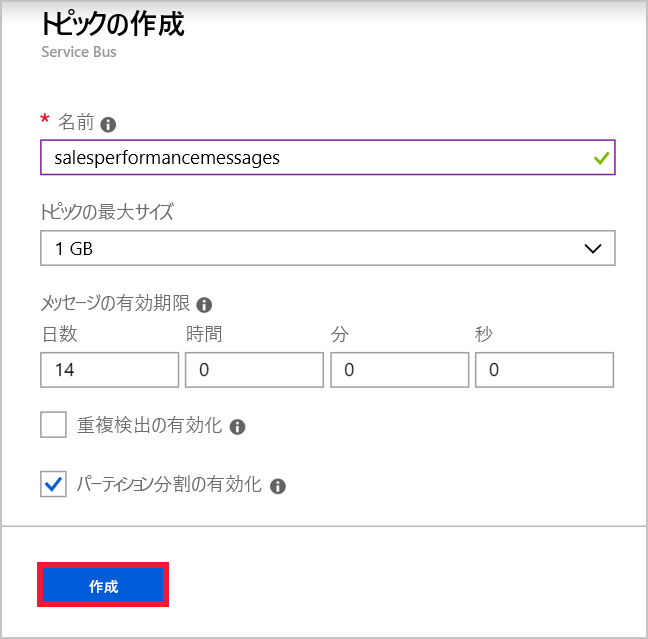 トピックの作成
Service Bus
* 名前
salesperformancemessages
トピックの最大サイズ
1 GB
メッセージの有効期限
日数 時間 分 秒
14 0 0 0
重複検出の有効化
パーティション分割の有効化
作成